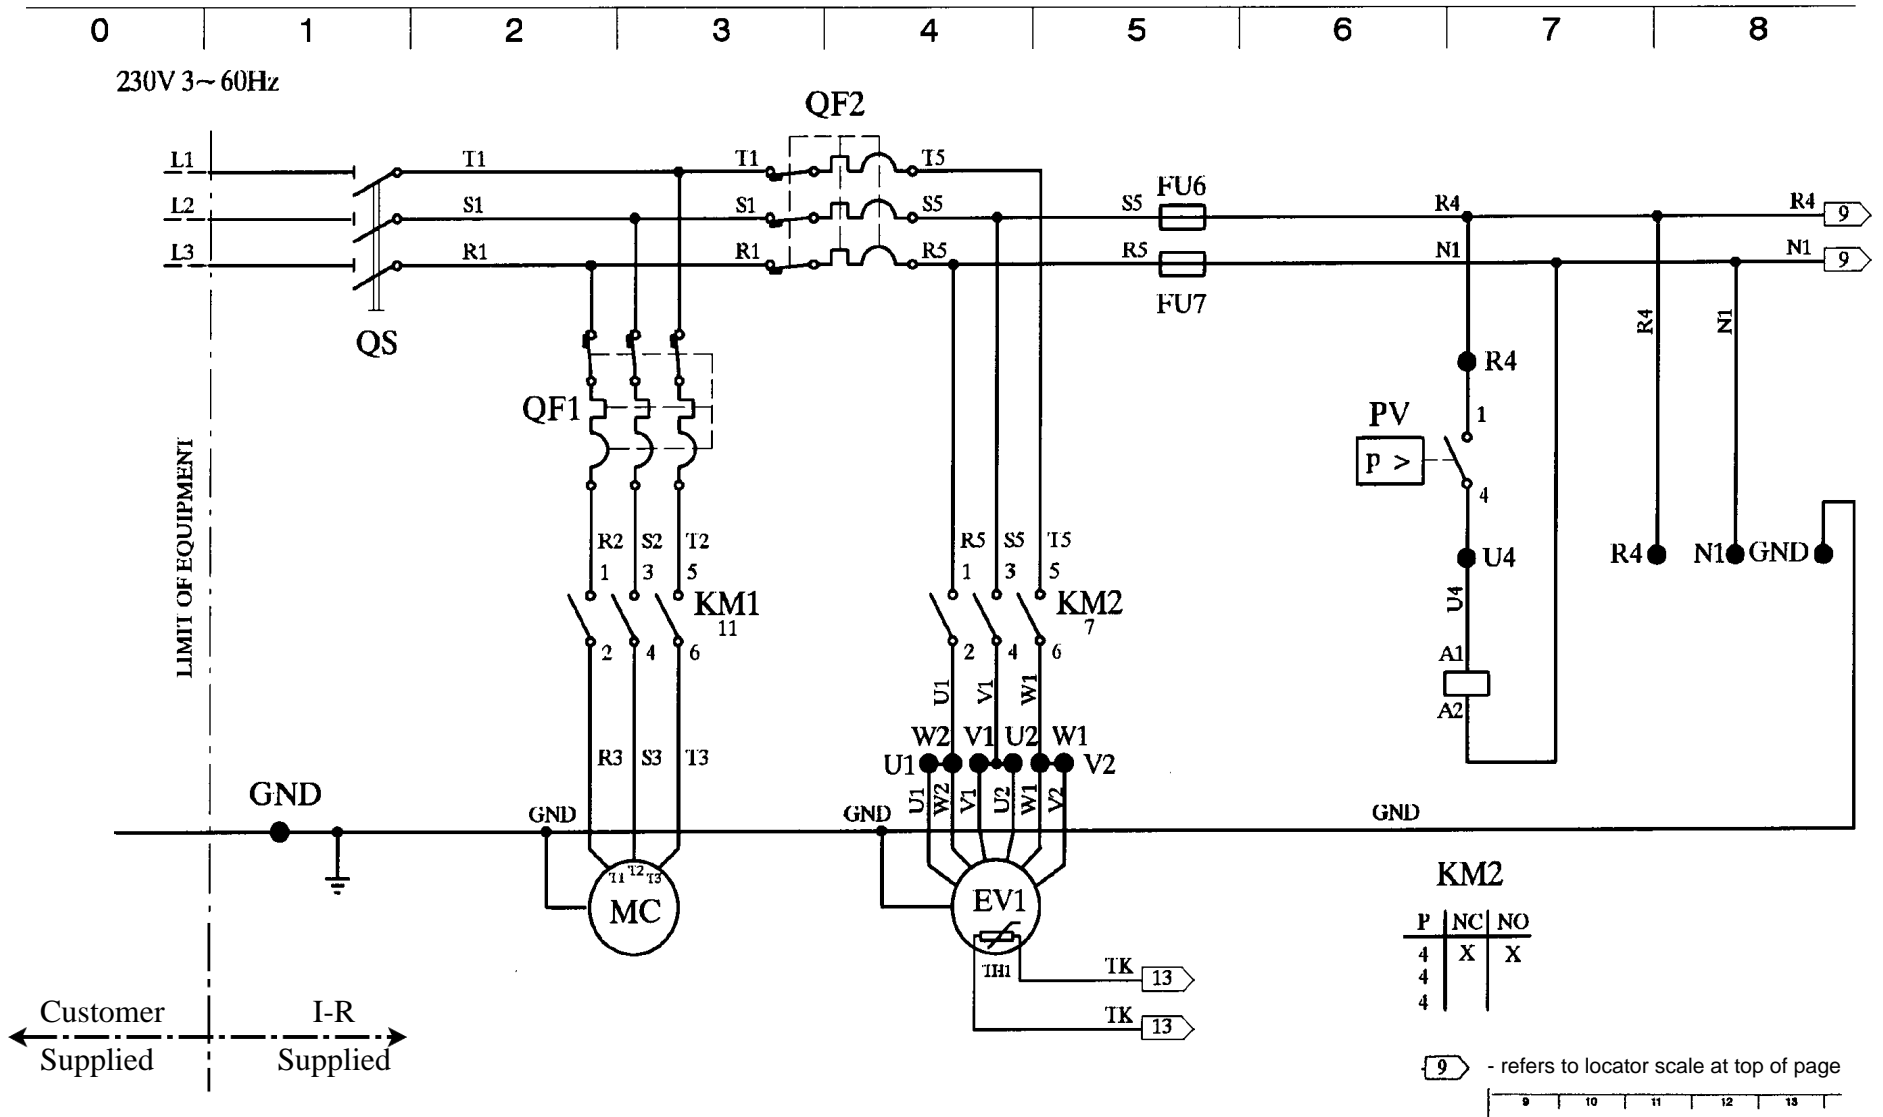 0 1 2 3 4 5 6 7 8
230V 3~ 60Hz
QF2
L1 T1 T1 T5
FU6
L2 S1 S1 S5 S5 R4 R4 9
L3 R1 R1 R5 R5 N1 N1 9
FU7
QS
R4 N1
R4
QF1
PV 1
P >
4
LIMIT OF EQUIPMENT
R2 S2 T2 R5 S5 T5
U4
R4 N1 GND
1 3 5 1 3 5
KM1 KM2
11 7
U4
2 4 6 2 4 6
A1
U1 V1 W1
A2
W2 V1 U2 W1
R3 S3 T3
U1 V2
GND
U1 W2 V1 U2 W1 V2
GND GND GND
T1 T2 T3
MC
EV1
TH1
TK 13
TK 13
KM2
P NC NO
4 X X
4
4
Customer I-R
Supplied Supplied
9 - refers to locator scale at top of page
9 10 11 12 13